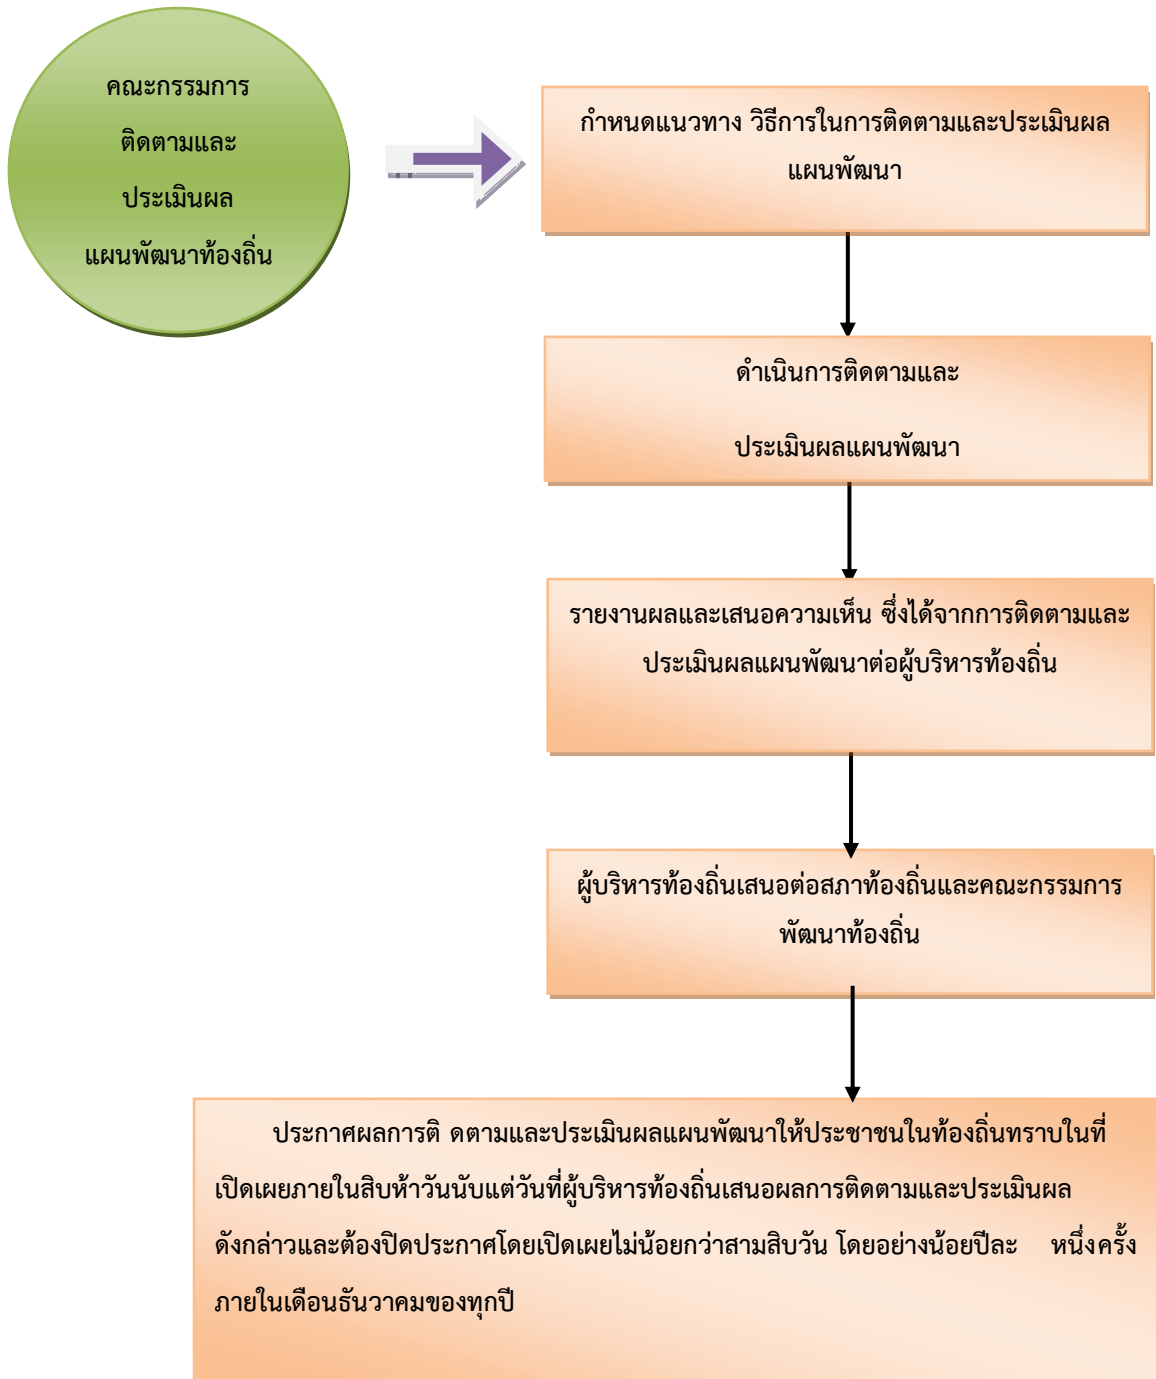 คณะกรรมการ
ติดตามและ
ประเมินผล
แผนพัฒนาท้องถิ่น
กำหนดแนวทาง วิธีการในการติดตามและประเมินผล
แผนพัฒนา
ดำเนินการติดตามและ
ประเมินผลแผนพัฒนา
รายงานผลและเสนอความเห็น ซึ่งได้จากการติดตามและ
ประเมินผลแผนพัฒนาต่อผู้บริหารท้องถิ่น
ผู้บริหารท้องถิ่นเสนอต่อสภาท้องถิ่นและคณะกรรมการ
พัฒนาท้องถิ่น
ประกาศผลการติ ดตามและประเมินผลแผนพัฒนาให้ประชาชนในท้องถิ่นทราบในที่
เปิดเผยภายในสิบห้าวันนับแต่วันที่ผู้บริหารท้องถิ่นเสนอผลการติดตามและประเมินผล
ดังกล่าวและต้องปิดประกาศโดยเปิดเผยไม่น้อยกว่าสามสิบวัน โดยอย่างน้อยปีละ หนึ่งครั้ง
ภายในเดือนธันวาคมของทุกปี